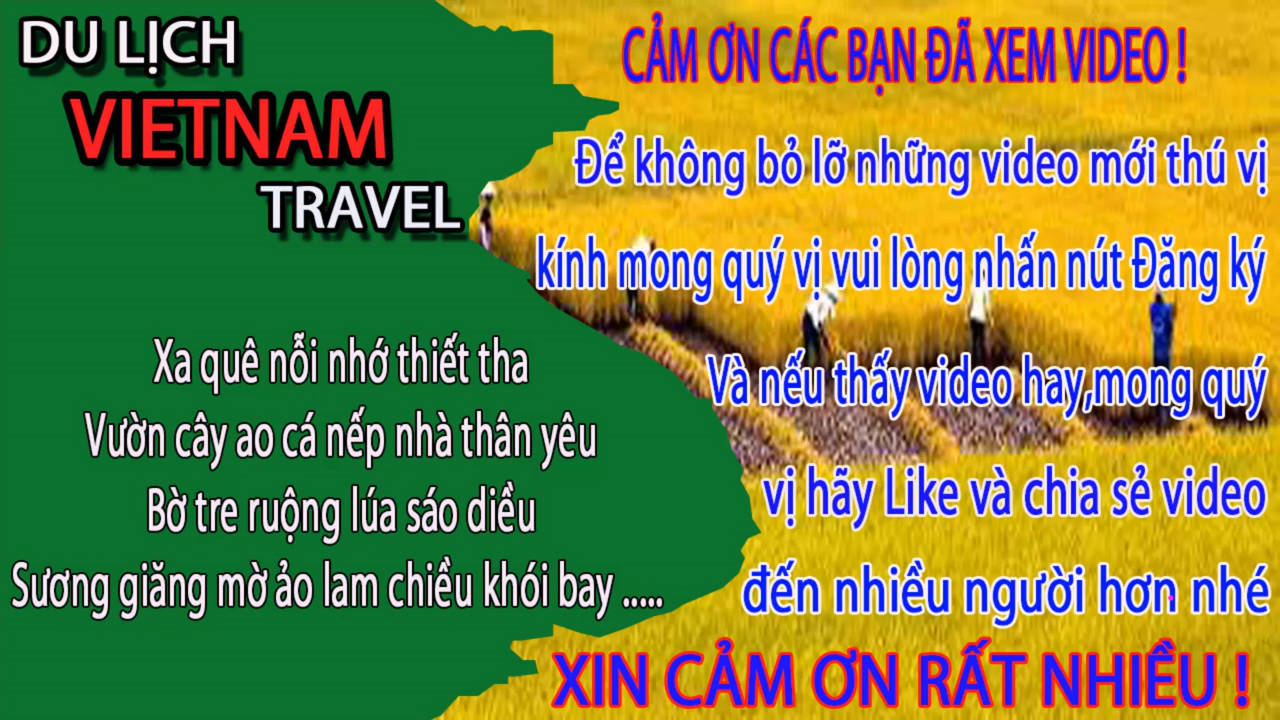 DU LỊCH
VIETNAM
TRAVEL
Xa quê nỗi nhớ thiết tha
Vườn cây ao cá nếp nhà thân yêu
Bờ tre ruộng lúa sáo diều
Sương giăng mờ ảo lam chiều khói bay .....
CẢM ƠN CÁC BẠN ĐÃ XEM VIDEO !
Để không bỏ lỡ những video mới thú vị
kính mong quý vị vui lòng nhấn nút Đăng ký
Và nếu thấy video hay,mong quý
vị hãy Like và chia sẻ video
đến nhiều người hơn nhé
XIN CẢM ƠN RẤT NHIỀU !